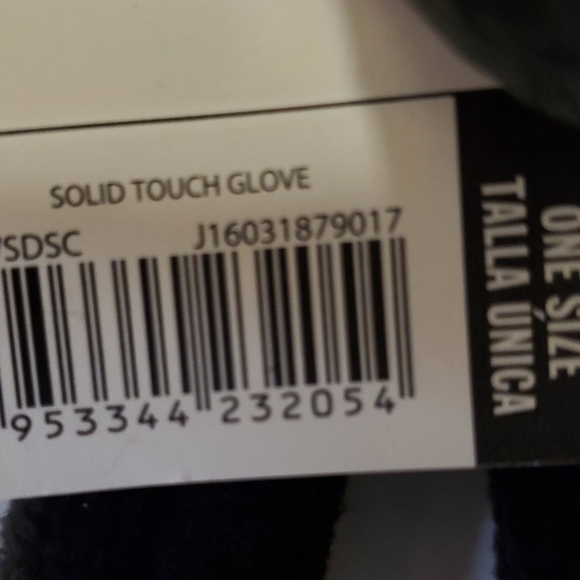 SOLID TOUCH GLOVE
SDSC J16031879017
953344 232054
ONE SIZE
TALLA ÚNICA